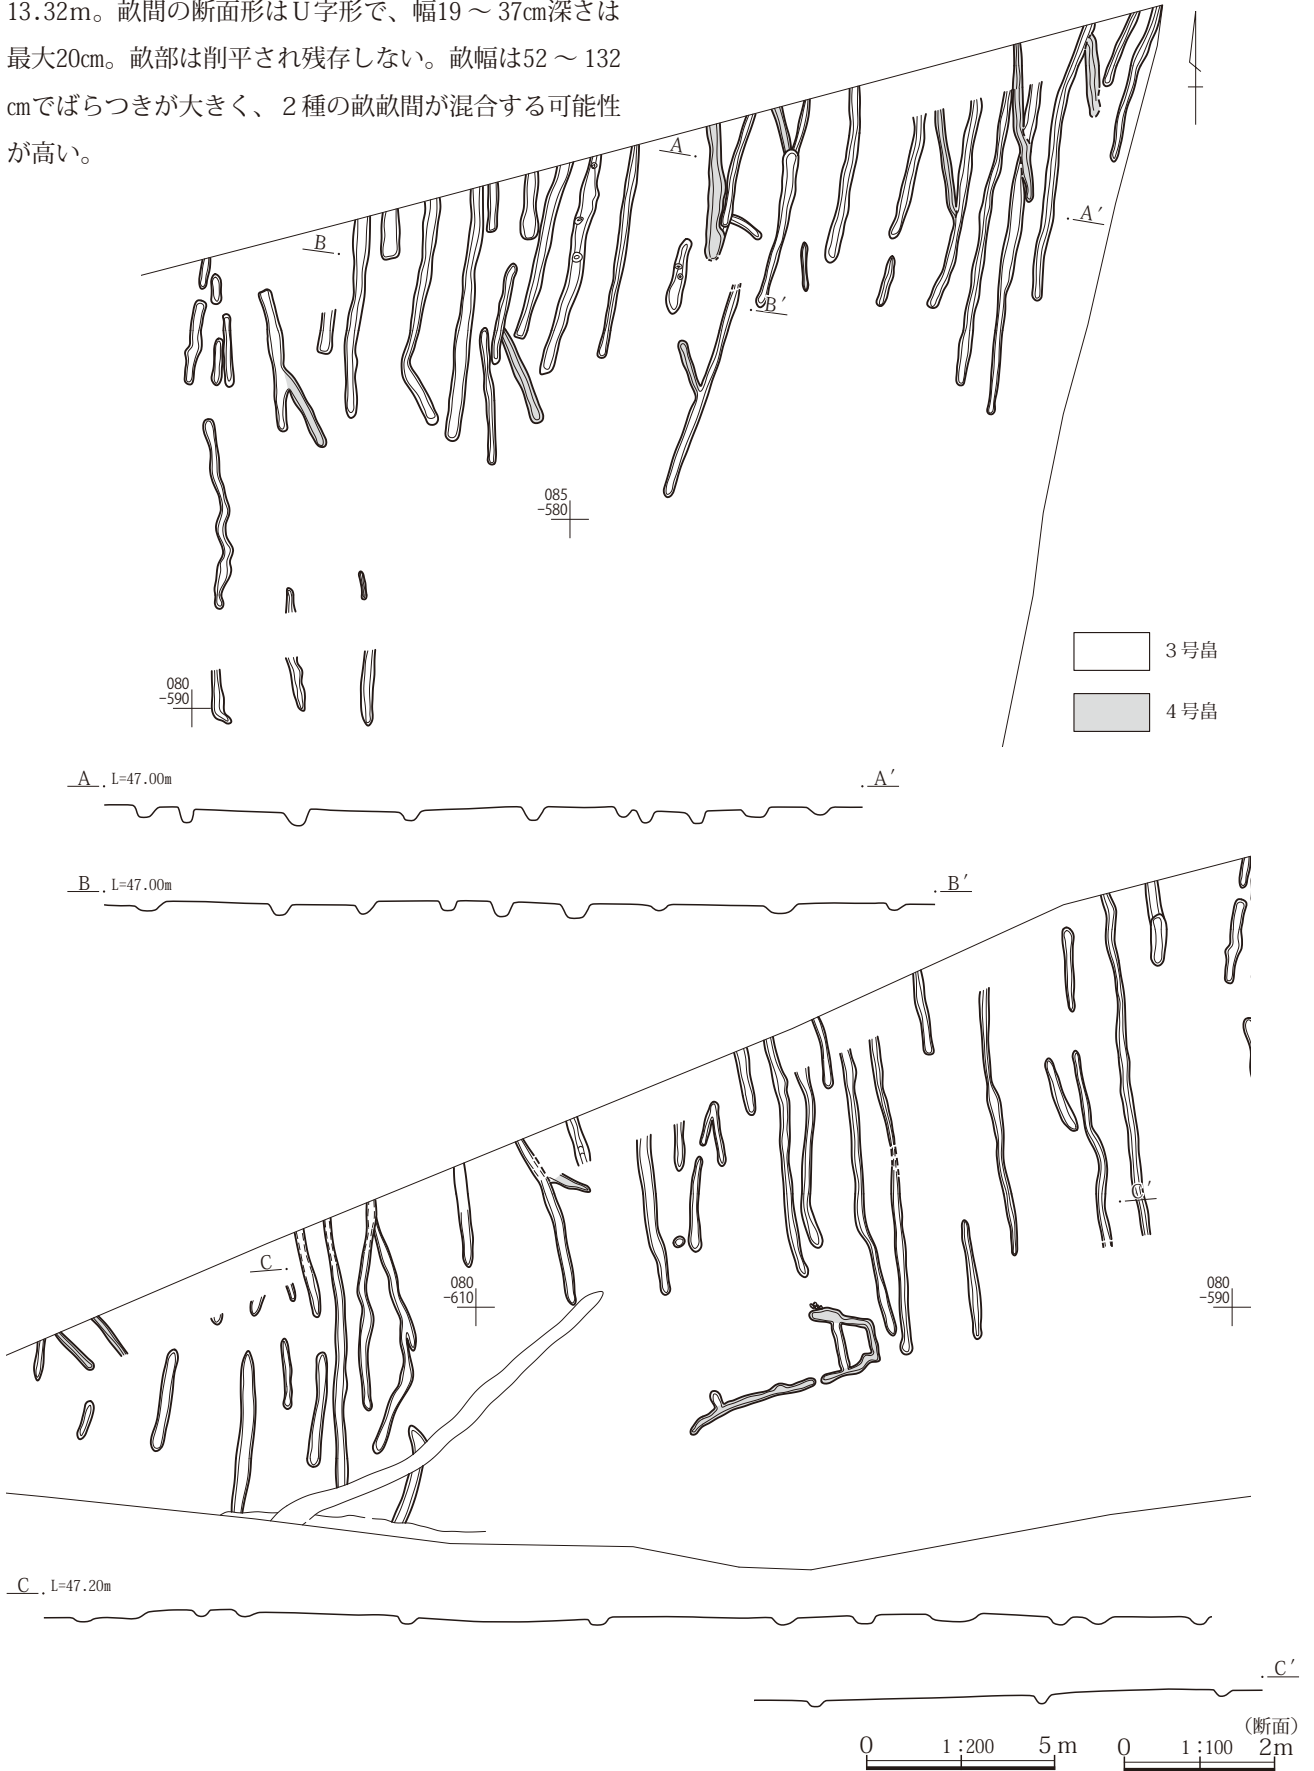 13.32m。畝間の断面形はＵ字形で、幅19 ～ 37㎝深さは
最大20㎝。畝部は削平され残存しない。畝幅は52 ～ 132
㎝でばらつきが大きく、２種の畝畝間が混合する可能性
が高い。
A
A′
B
B′
085
-580
080
-590
３号畠
４号畠
A L=47.00m A′
B L=47.00m B′
C
C′
080
-610
080
-590
C L=47.20m
C′
(断面)
0 1:200 5m 0 1:100 2m